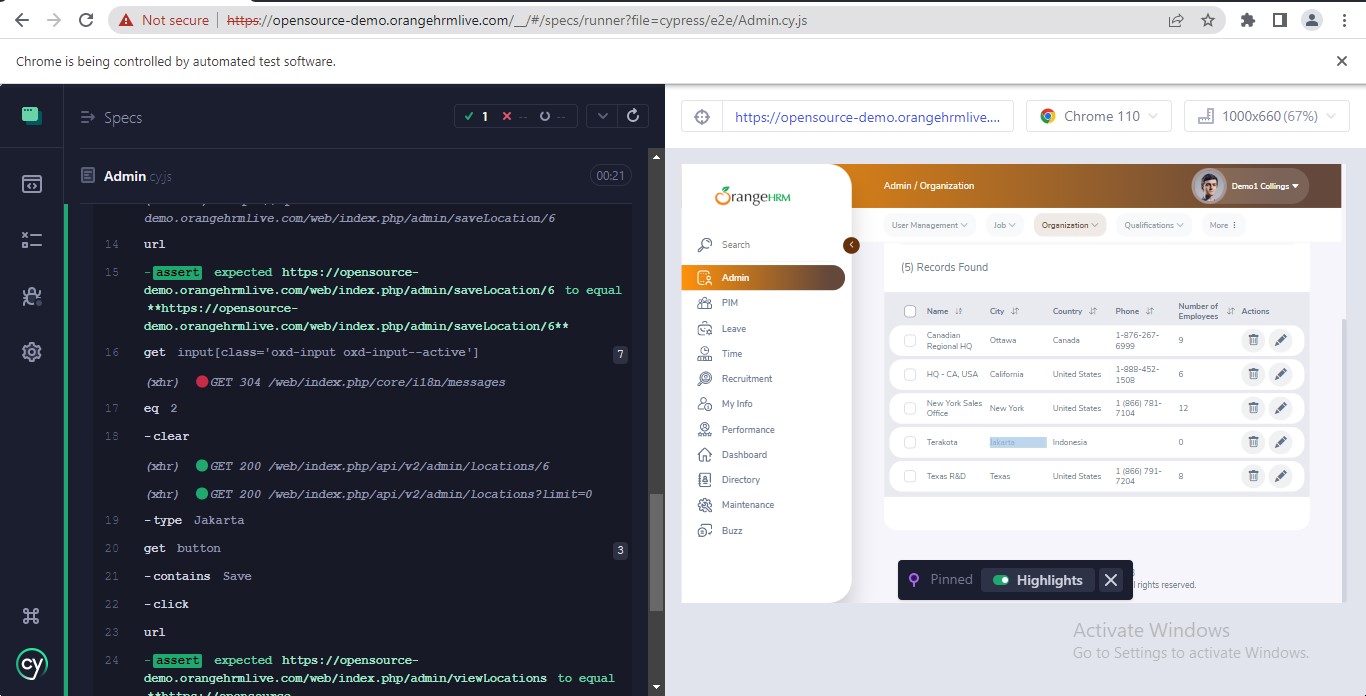 Not secure
https://opensource-demo.orangehrmlive.com/__/#/specs/runner?file=cypress/e2e/Admin.cy.js
Chrome is being controlled by automated test software.
Specs
1
--
--
Admin.cy.js
00:21
demo.orangehrmlive.com/web/index.php/admin/saveLocation/6
14 url
15 -assert expected https://opensource-
demo.orangehrmlive.com/web/index.php/admin/saveLocation/6 to equal
**https://opensource-
demo.orangehrmlive.com/web/index.php/admin/saveLocation/6**
16 get input[class='oxd-input oxd-input--active'] 7
(xhr) GET 304 /web/index.php/core/i18n/messages
17 eq 2
18 -clear
(xhr) GET 200 /web/index.php/api/v2/admin/locations/6
(xhr) GET 200 /web/index.php/api/v2/admin/locations?limit=0
19 -type Jakarta
20 get button 3
21 -contains Save
22 -click
23 url
24 -assert expected https://opensource-
demo.orangehrmlive.com/web/index.php/admin/viewLocations to equal
**https://opensource-
cy
https://opensource-demo.orangehrmlive....
Chrome 110
1000x660 (67%)
OrangeHRM
Search
Admin
PIM
Leave
Time
Recruitment
My Info
Performance
Dashboard
Directory
Maintenance
Buzz
Admin / Organization
Demo1 Collings
User Management
Job
Organization
Qualifications
More
(5) Records Found
Name City Country Phone Number of Employees Actions
Canadian Regional HQ Ottawa Canada 1-876-267-6999 9
HQ - CA, USA California United States 1-888-452-1508 6
New York Sales Office New York United States 1 (866) 781-7104 12
Terakota Jakarta Indonesia 0
Texas R&D Texas United States 1 (866) 791-7204 8
Pinned
Highlights
rights reserved.
Activate Windows
Go to Settings to activate Windows.